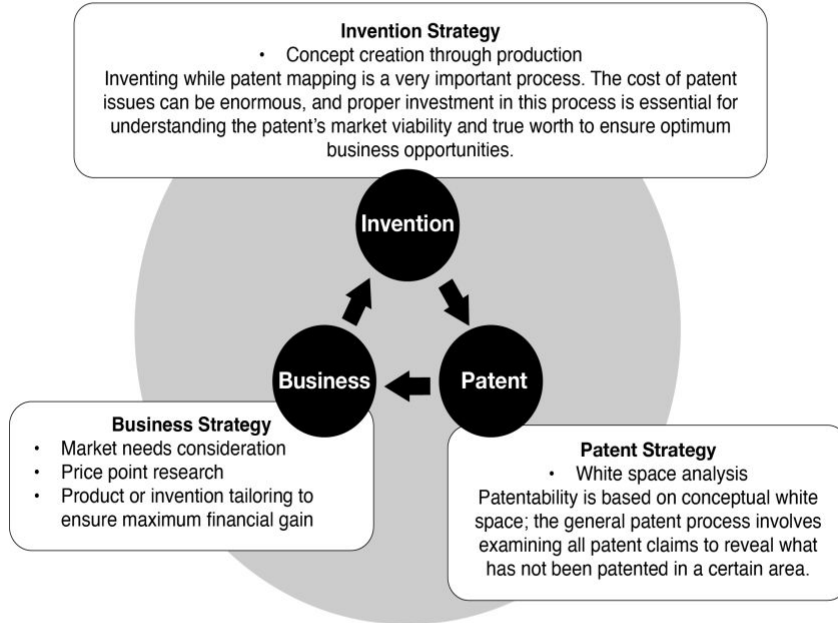 Invention Strategy
• Concept creation through production
Inventing while patent mapping is a very important process. The cost of patent
issues can be enormous, and proper investment in this process is essential for
understanding the patent's market viability and true worth to ensure optimum
business opportunities.
Invention
Business
Patent
Business Strategy
• Market needs consideration
• Price point research
• Product or invention tailoring to
ensure maximum financial gain
Patent Strategy
• White space analysis
Patentability is based on conceptual white
space; the general patent process involves
examining all patent claims to reveal what
has not been patented in a certain area.